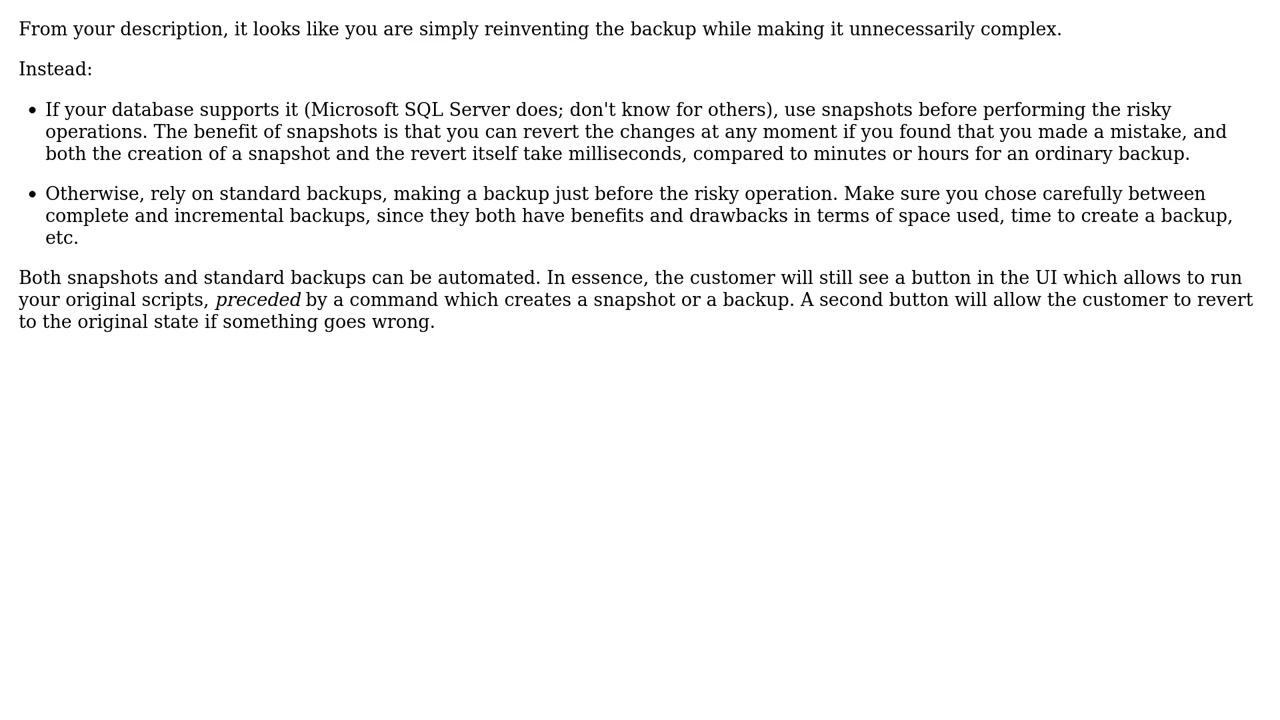 From your description, it looks like you are simply reinventing the backup while making it unnecessarily complex.
Instead:
• If your database supports it (Microsoft SQL Server does; don't know for others), use snapshots before performing the risky
operations. The benefit of snapshots is that you can revert the changes at any moment if you found that you made a mistake, and
both the creation of a snapshot and the revert itself take milliseconds, compared to minutes or hours for an ordinary backup.
• Otherwise, rely on standard backups, making a backup just before the risky operation. Make sure you chose carefully between
complete and incremental backups, since they both have benefits and drawbacks in terms of space used, time to create a backup,
etc.
Both snapshots and standard backups can be automated. In essence, the customer will still see a button in the UI which allows to run
your original scripts, preceded by a command which creates a snapshot or a backup. A second button will allow the customer to revert
to the original state if something goes wrong.